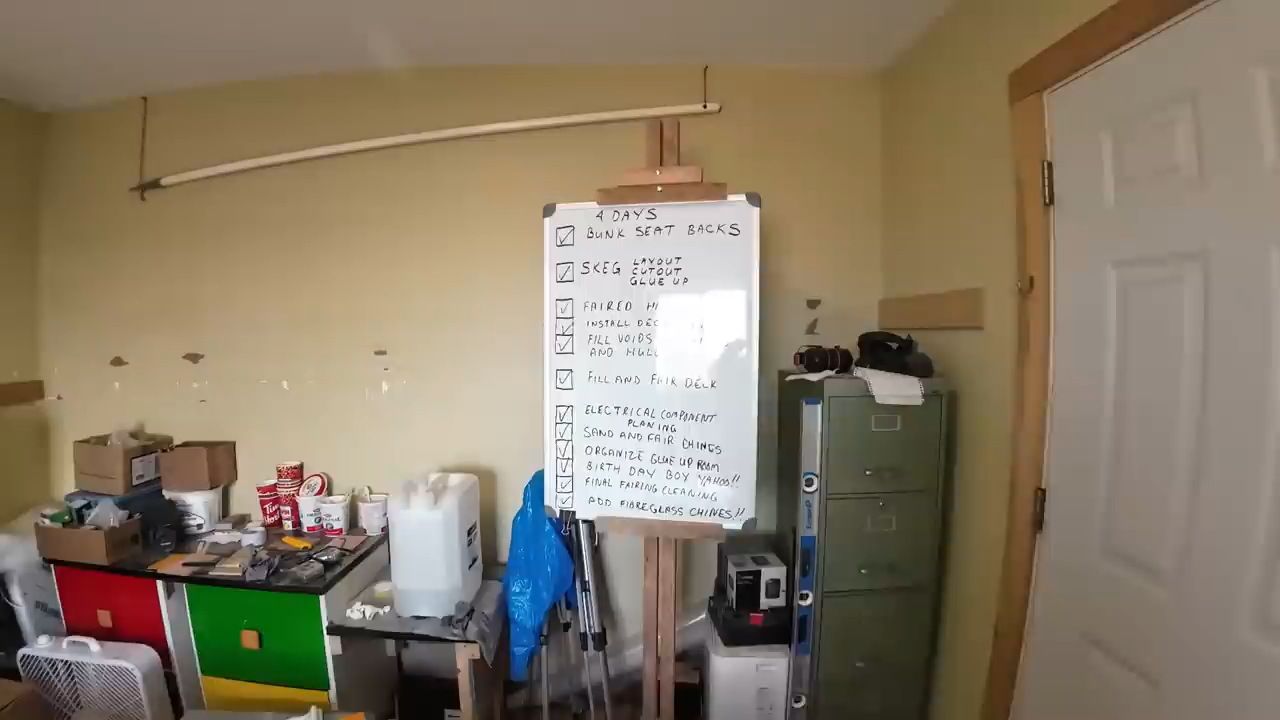 4 DAYS
BUNK SEAT BACKS
SKEG LAYOUT
CUTOUT
GLUE UP
FAIRED
INSTALL
FILL VOIDS
AND HULL
FILL AND FAIR DECK
ELECTRICAL COMPONENT
PLANING
SAND AND FAIR CHINES
ORGANIZE GLUE UP ROOM
BIRTH DAY BOY YAHOO!!
FINAL FAIRING CLEANING
ADD FIBREGLASS CHINES!!
Tim